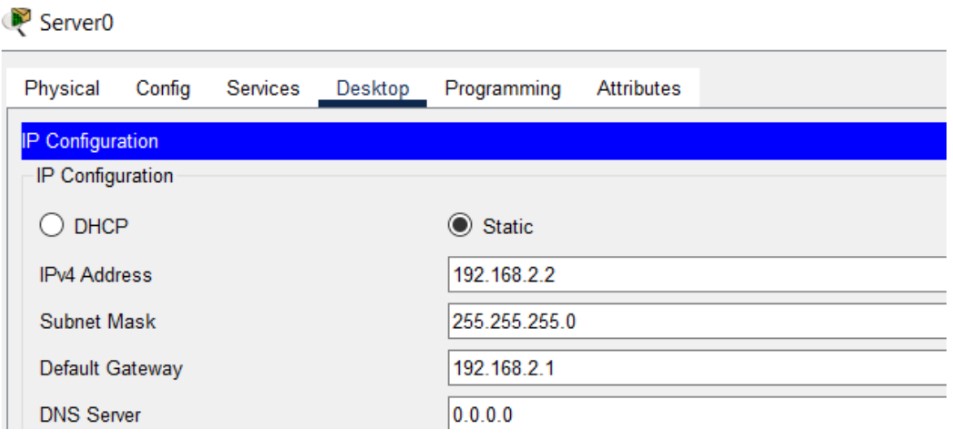 Server0
Physical Config Services Desktop Programming Attributes
IP Configuration
IP Configuration
DHCP Static
IPv4 Address 192.168.2.2
Subnet Mask 255.255.255.0
Default Gateway 192.168.2.1
DNS Server 0.0.0.0